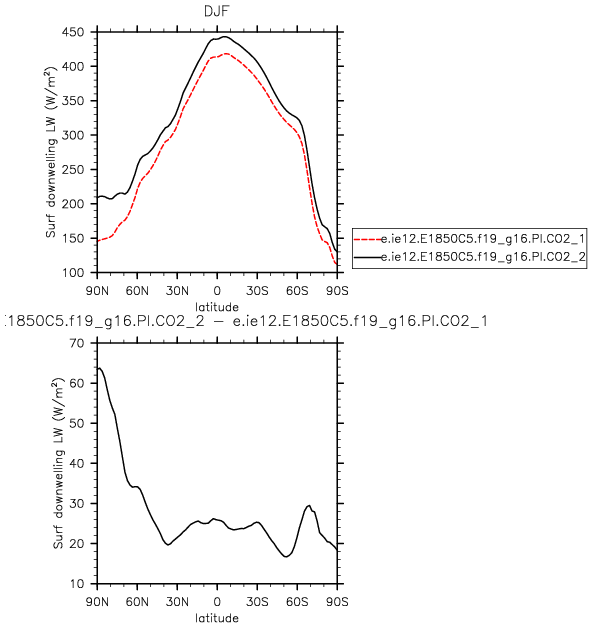 DJF
450
400
350
300
250
200
150
100
Surf downwelling LW (W/m²)
90N 60N 30N 0 30S 60S 90S
latitude
e.ie12.E1850C5.f19_g16.PI.CO2_1
e.ie12.E1850C5.f19_g16.PI.CO2_2
:1850C5.f19_g16.PI.CO2_2 – e.ie12.E1850C5.f19_g16.PI.CO2_1
70
60
50
40
30
20
10
Surf downwelling LW (W/m²)
90N 60N 30N 0 30S 60S 90S
latitude